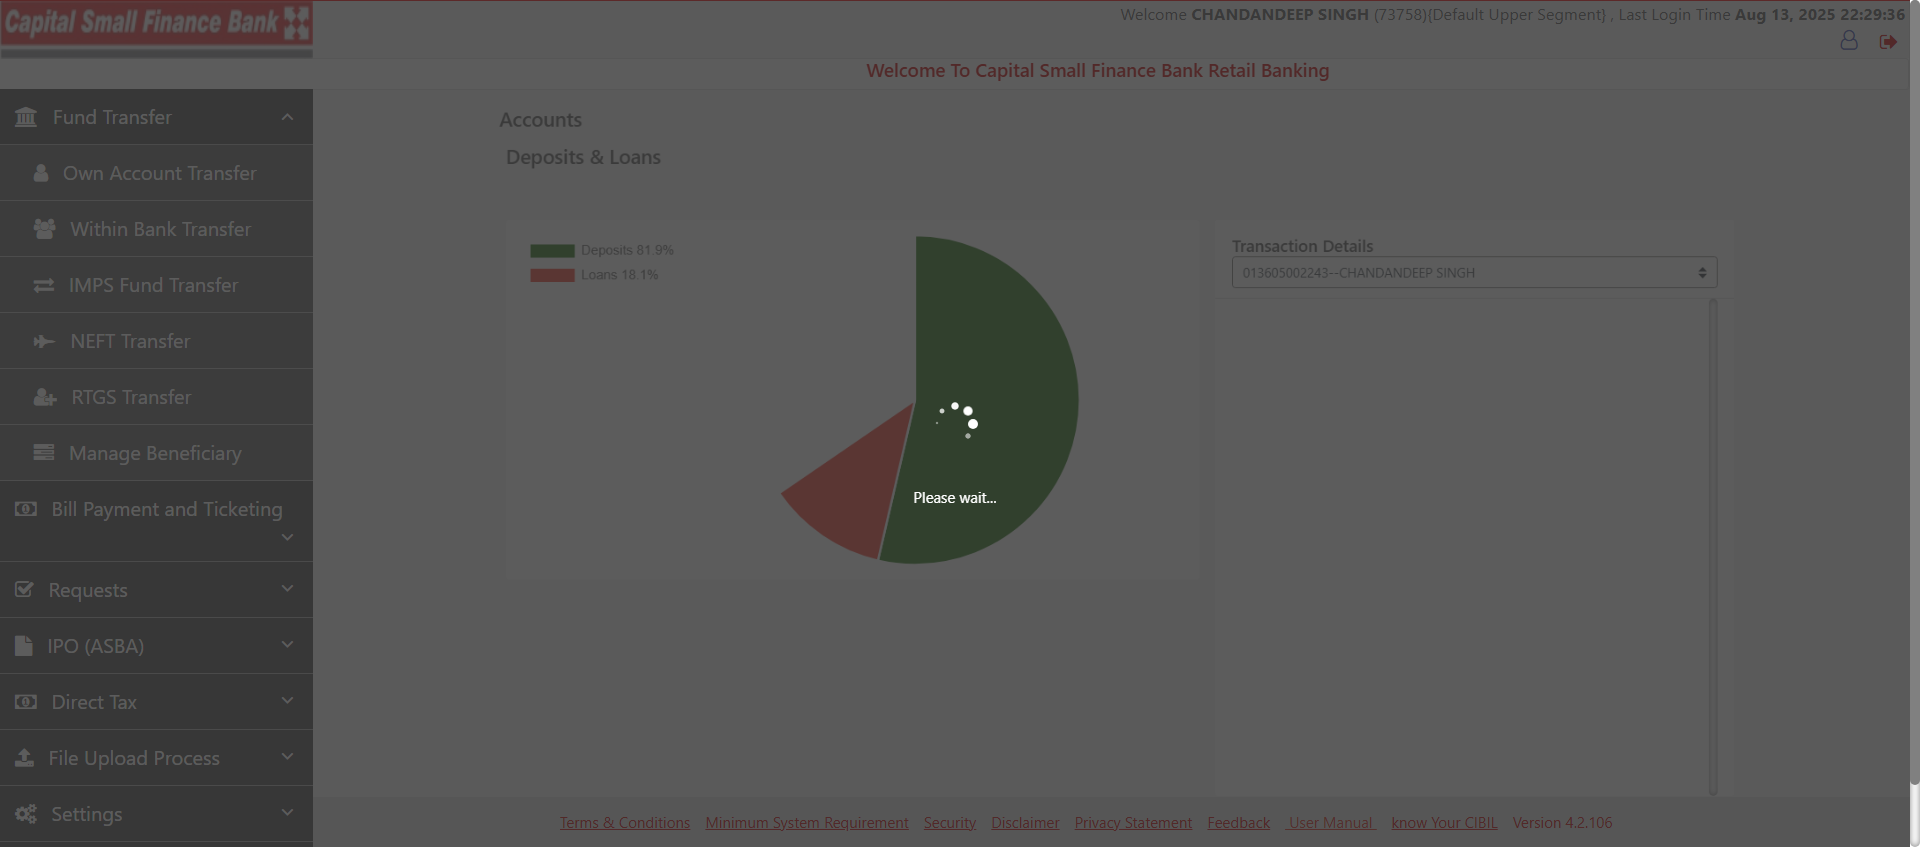 Capital Small Finance Bank
Welcome CHANDANDEEP SINGH (73758){Default Upper Segment} , Last Login Time Aug 13, 2025 22:29:36
Welcome To Capital Small Finance Bank Retail Banking
Fund Transfer
Own Account Transfer
Within Bank Transfer
IMPS Fund Transfer
NEFT Transfer
RTGS Transfer
Manage Beneficiary
Bill Payment and Ticketing
Requests
IPO (ASBA)
Direct Tax
File Upload Process
Settings
Accounts
Deposits & Loans
Deposits 81.9%
Loans 18.1%
Please wait...
Transaction Details
013605002243--CHANDANDEEP SINGH
Terms & Conditions Minimum System Requirement Security Disclaimer Privacy Statement Feedback User Manual know Your CIBIL Version 4.2.106